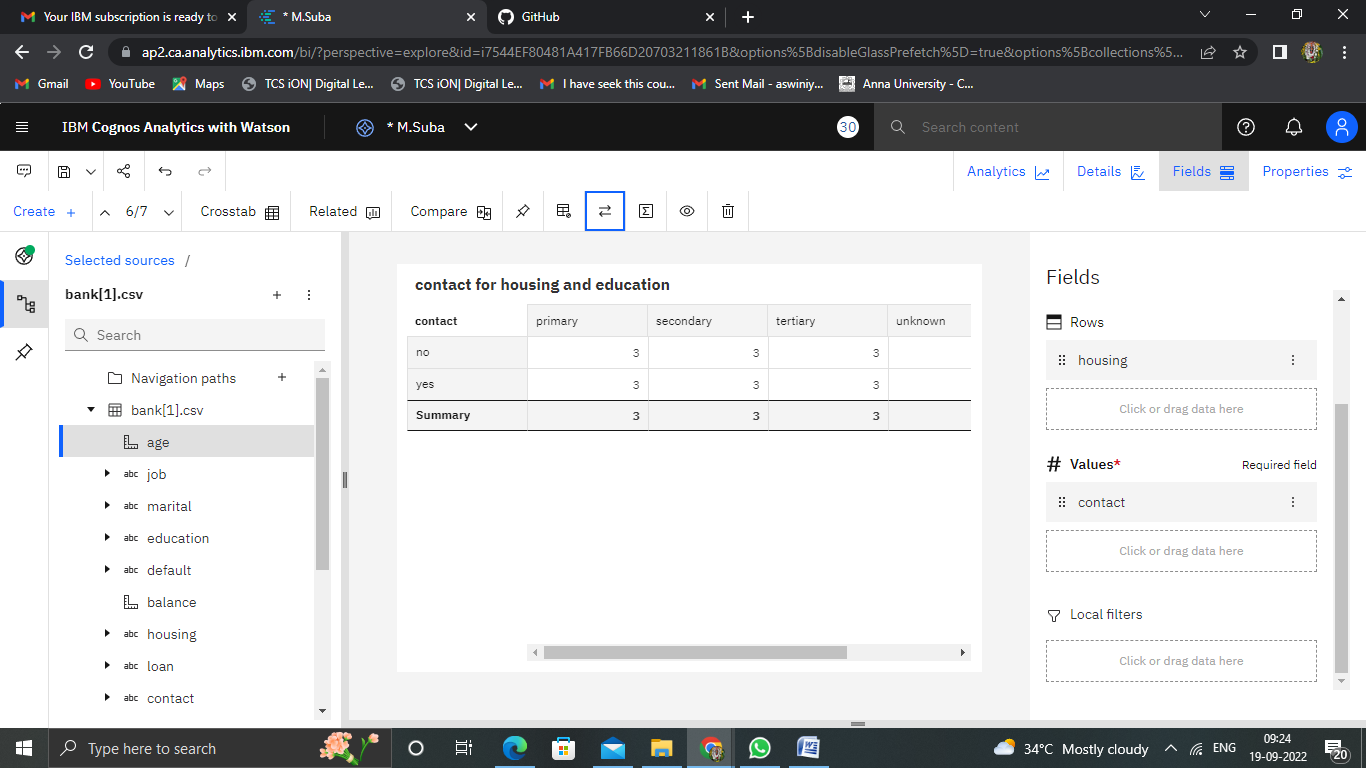 Your IBM subscription is ready to
* M.Suba
GitHub
ap2.ca.analytics.ibm.com/bi/?perspective=explore&id=i7544EF80481A417FB66D20703211861B&options%5BdisableGlassPrefetch%5D=true&options%5Bcollections%5...
Gmail
YouTube
Maps
TCS iON| Digital Le...
TCS iON| Digital Le...
I have seek this cou...
Sent Mail - aswiniy...
Anna University - C...
IBM Cognos Analytics with Watson
* M.Suba
30
Search content
Analytics
Details
Fields
Properties
Create +
6/7
Crosstab
Related
Compare
Selected sources /
bank[1].csv
Search
Navigation paths
bank[1].csv
age
abc job
abc marital
abc education
abc default
balance
abc housing
abc loan
abc contact
contact for housing and education
contact primary secondary tertiary unknown
no 3 3 3
yes 3 3 3
Summary 3 3 3
Fields
Rows
housing
Click or drag data here
# Values* Required field
contact
Click or drag data here
Local filters
Click or drag data here
Type here to search
34°C Mostly cloudy
ENG
09:24
19-09-2022
20